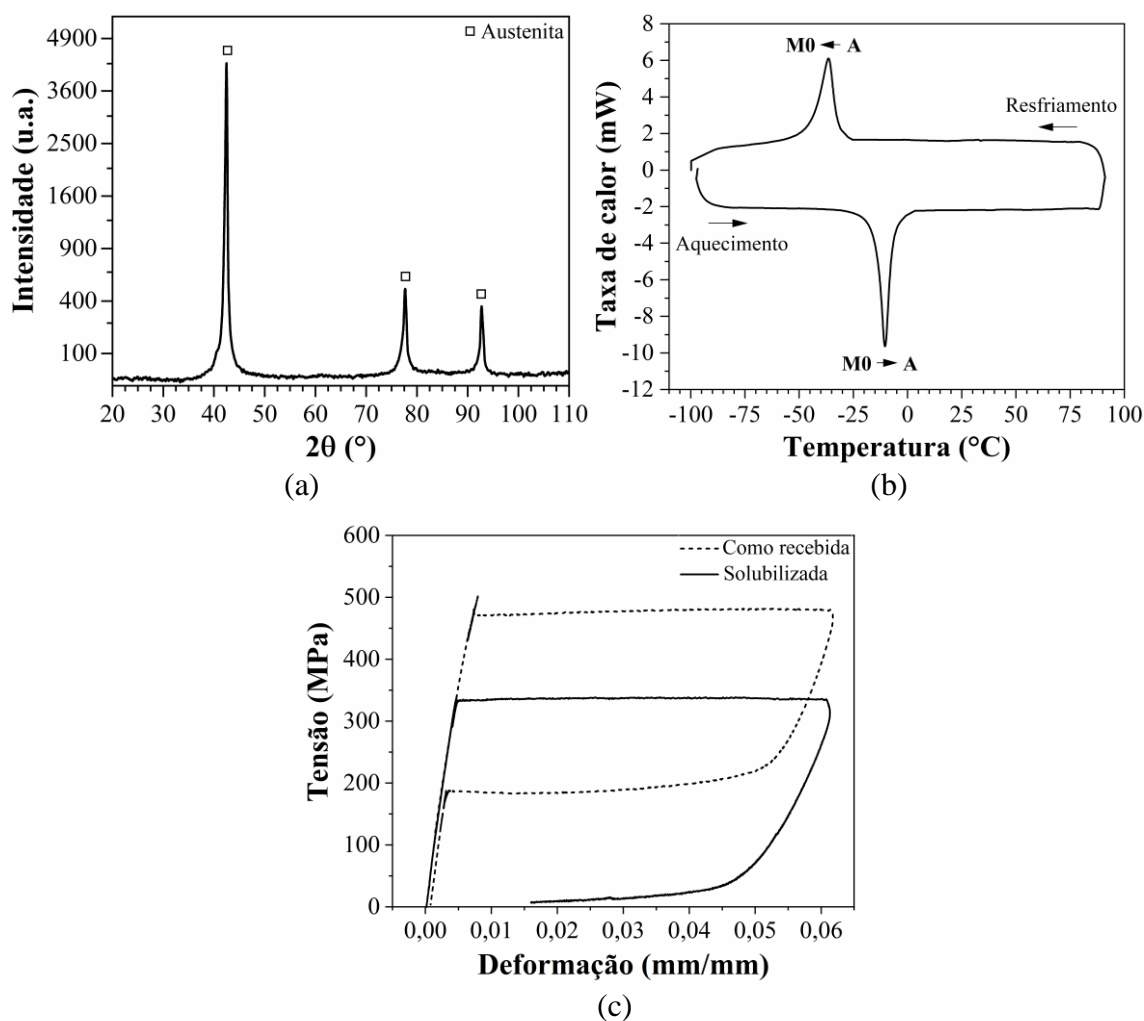 4900
3600
2500
1600
900
400
100
Intensidade (u.a.)
□ Austenita
20 30 40 50 60 70 80 90 100 110
2θ (°)
(a)
8
6
4
2
0
-2
-4
-6
-8
-10
-12
Taxa de calor (mW)
M0 ← A
Resfriamento
Aquecimento
M0 → A
-100 -75 -50 -25 0 25 50 75 100
Temperatura (°C)
(b)
600
500
400
300
200
100
0
Tensão (MPa)
Como recebida
Solubilizada
0,00 0,01 0,02 0,03 0,04 0,05 0,06
Deformação (mm/mm)
(c)